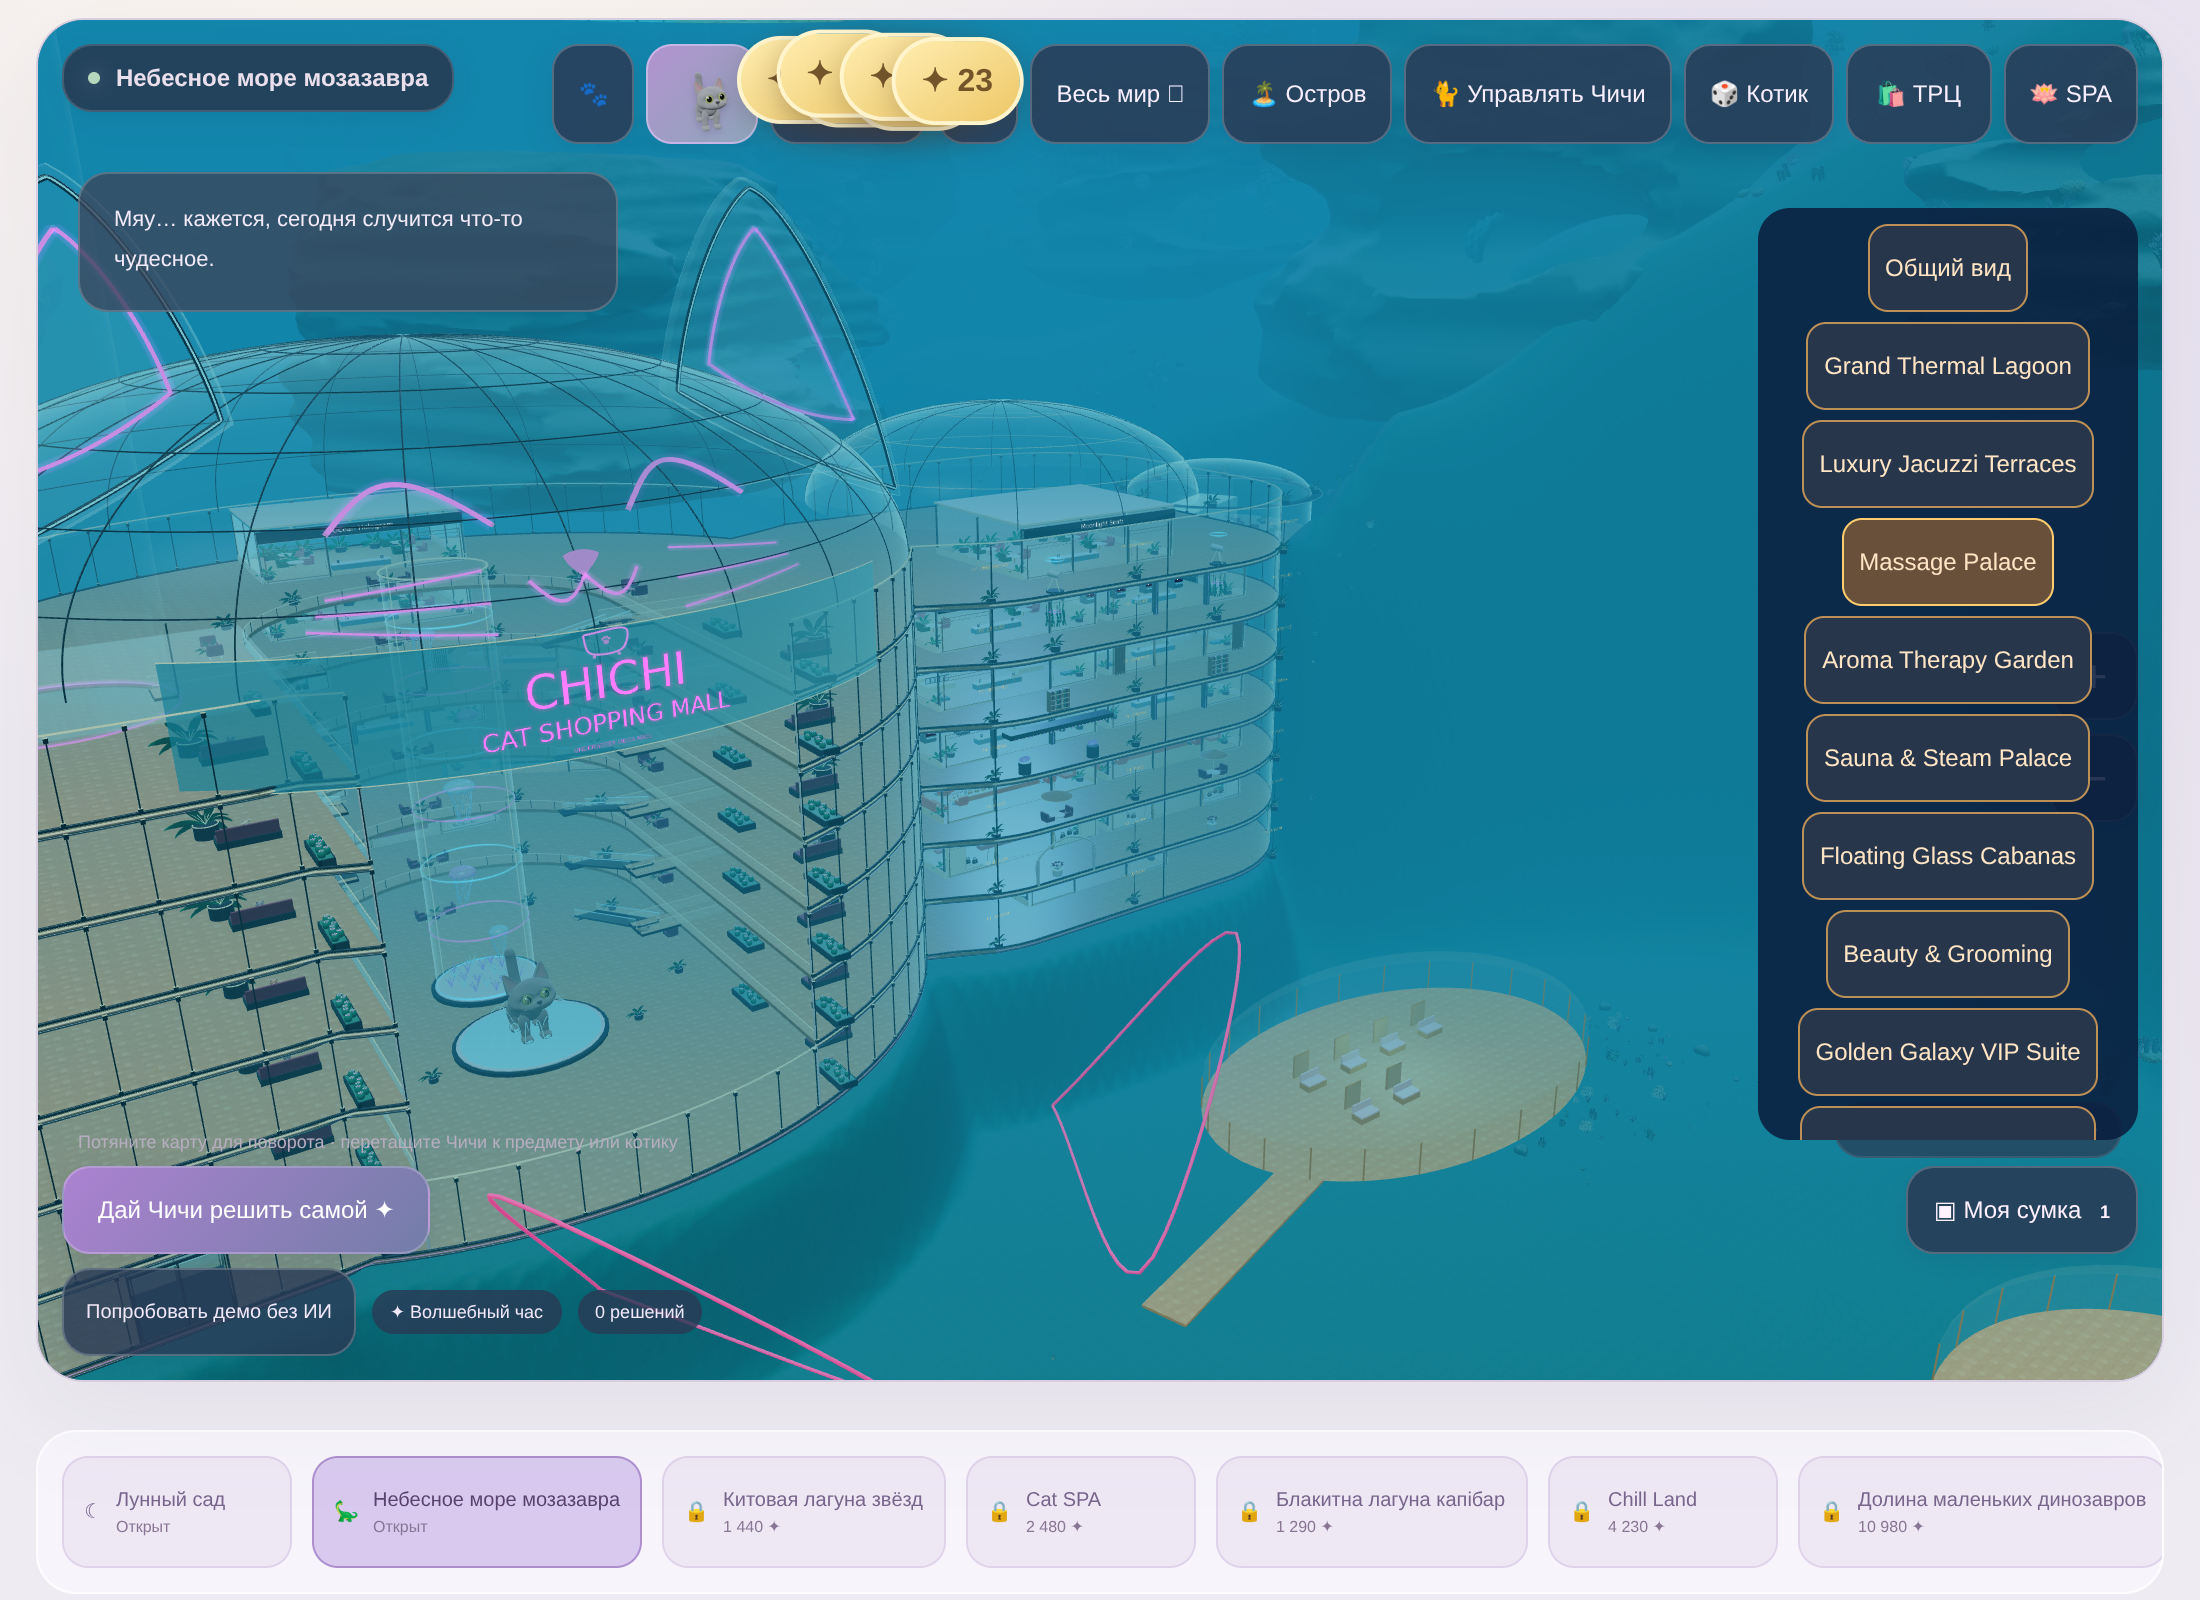 Небесное море мозазавра
✦ 23
Весь мир
🏝️ Остров
🐈 Управлять Чичи
🎲 Котик
🛍️ ТРЦ
🪷 SPA
Мяу… кажется, сегодня случится что-то
чудесное.
Общий вид
Grand Thermal Lagoon
Luxury Jacuzzi Terraces
Massage Palace
Aroma Therapy Garden
Sauna & Steam Palace
Floating Glass Cabanas
Beauty & Grooming
Golden Galaxy VIP Suite
Moonlight Sushi
CHICHI
CAT SHOPPING MALL
Потяните карту для поворота · перетащите Чичи к предмету или котику
Дай Чичи решить самой ✦
▣ Моя сумка 1
Попробовать демо без ИИ
✦ Волшебный час
0 решений
☾ Лунный сад
Открыт
🦕 Небесное море мозазавра
Открыт
🔒 Китовая лагуна звёзд
1 440 ✦
🔒 Cat SPA
2 480 ✦
🔒 Блакитна лагуна капібар
1 290 ✦
🔒 Chill Land
4 230 ✦
🔒 Долина маленьких динозавров
10 980 ✦